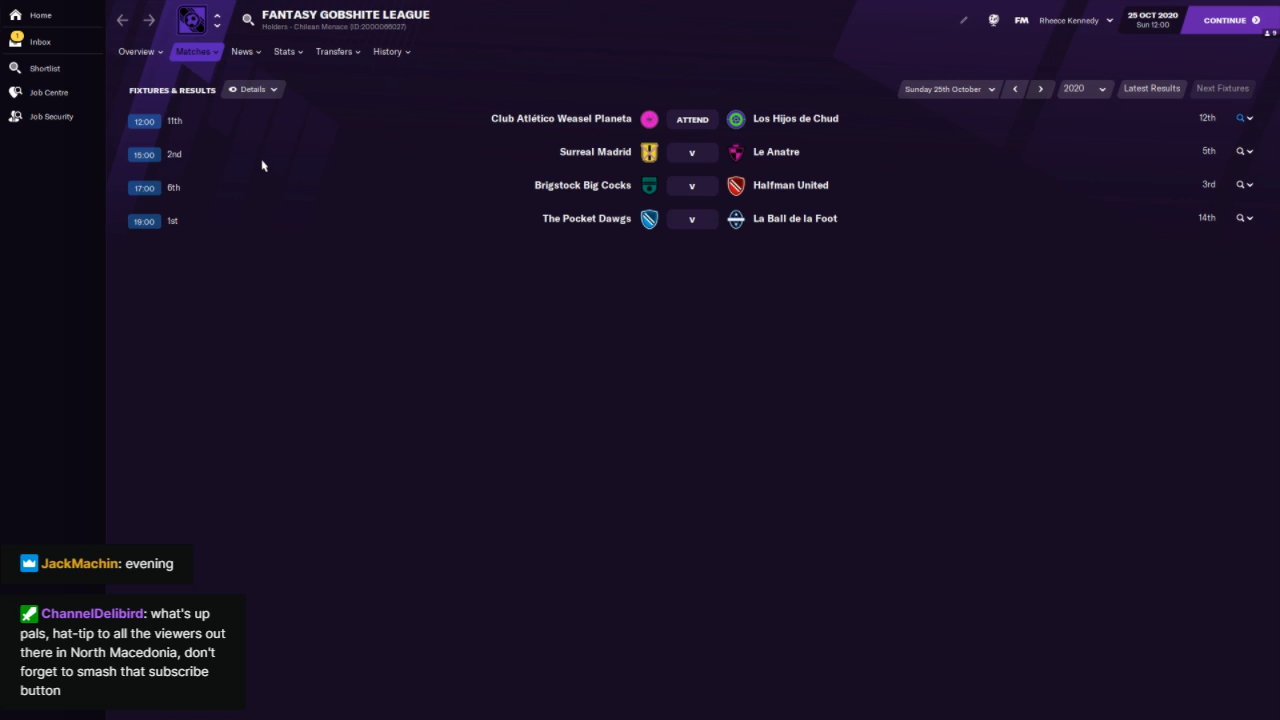 Home
Inbox
1
Shortlist
Job Centre
Job Security
FANTASY GOBSHITE LEAGUE
Holders - Chilean Menace (ID:2000066027)
FM
Rheece Kennedy
25 OCT 2020
Sun 12:00
CONTINUE
9
Overview
Matches
News
Stats
Transfers
History
FIXTURES & RESULTS
Details
Sunday 25th October
2020
Latest Results
Next Fixtures
12:00 11th Club Atlético Weasel Planeta ATTEND Los Hijos de Chud 12th
15:00 2nd Surreal Madrid v Le Anatre 5th
17:00 6th Brigstock Big Cocks v Halfman United 3rd
19:00 1st The Pocket Dawgs v La Ball de la Foot 14th
JackMachin: evening
ChannelDelibird: what's up
pals, hat-tip to all the viewers out
there in North Macedonia, don't
forget to smash that subscribe
button